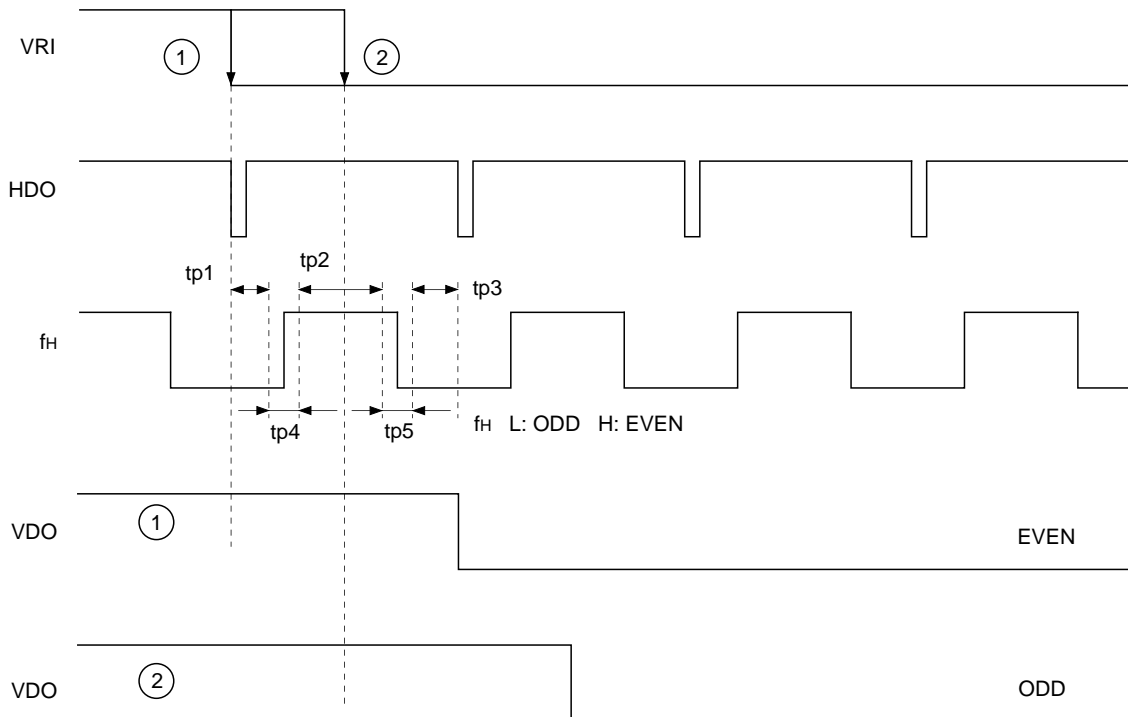 VRI
1
2
HDO
tp1
tp2
tp3
fH
tp4
tp5
fH L: ODD H: EVEN
VDO
1
EVEN
VDO
2
ODD